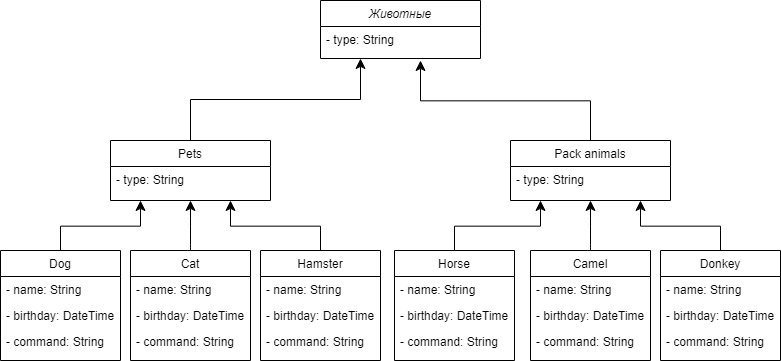 Животные
- type: String
Pets
- type: String
Pack animals
- type: String
Dog
- name: String
- birthday: DateTime
- command: String
Cat
- name: String
- birthday: DateTime
- command: String
Hamster
- name: String
- birthday: DateTime
- command: String
Horse
- name: String
- birthday: DateTime
- command: String
Camel
- name: String
- birthday: DateTime
- command: String
Donkey
- name: String
- birthday: DateTime
- command: String